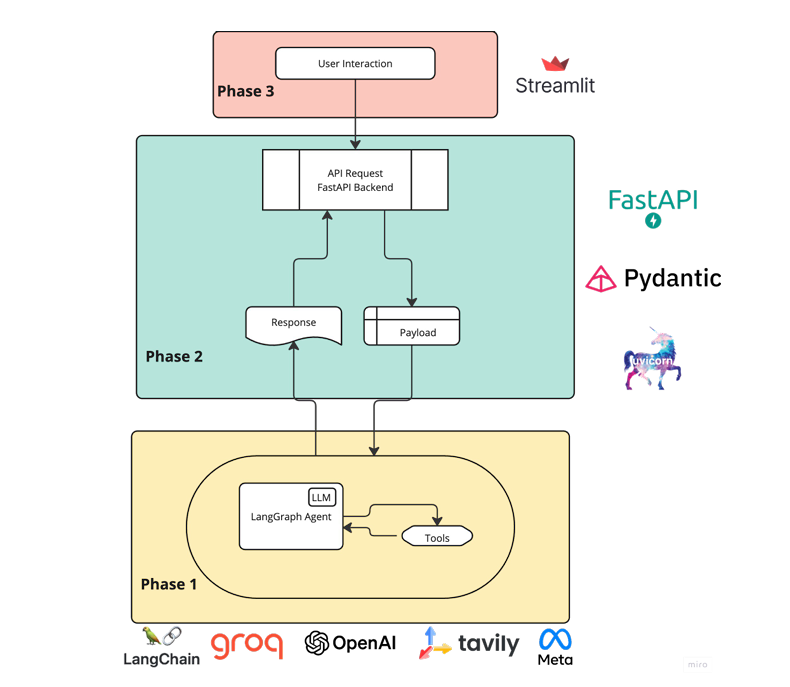 User Interaction
Phase 3
Streamlit
API Request
FastAPI Backend
FastAPI
Pydantic
Response
Payload
Phase 2
uvicorn
LLM
LangGraph Agent
Tools
Phase 1
LangChain
groq
OpenAI
tavily
Meta
miro